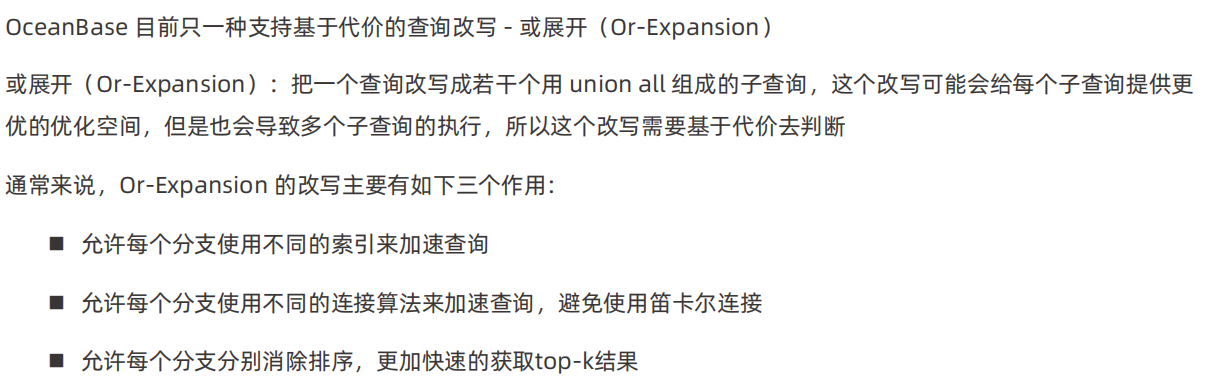 OceanBase 目前只一种支持基于代价的查询改写 - 或展开（Or-Expansion）
或展开（Or-Expansion）：把一个查询改写成若干个用 union all 组成的子查询，这个改写可能会给每个子查询提供更
优的优化空间，但是也会导致多个子查询的执行，所以这个改写需要基于代价去判断
通常来说，Or-Expansion 的改写主要有如下三个作用：
■ 允许每个分支使用不同的索引来加速查询
■ 允许每个分支使用不同的连接算法来加速查询，避免使用笛卡尔连接
■ 允许每个分支分别消除排序，更加快速的获取top-k结果